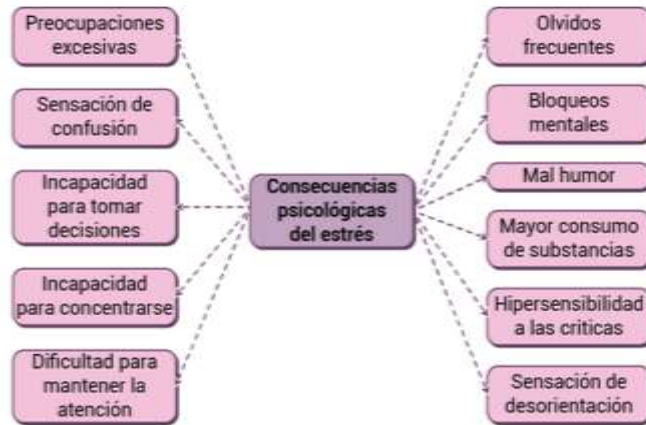 Preocupaciones
excesivas
Sensación de
confusión
Incapacidad
para tomar
decisiones
Incapacidad
para concentrarse
Dificultad para
mantener la
atención
Consecuencias
psicológicas
del estrés
Olvidos
frecuentes
Bloqueos
mentales
Mal humor
Mayor consumo
de substancias
Hipersensibilidad
a las criticas
Sensación de
desorientación